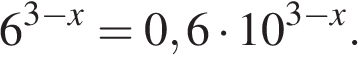 6^{3−x} = 0,6 · 10^{3−x}.